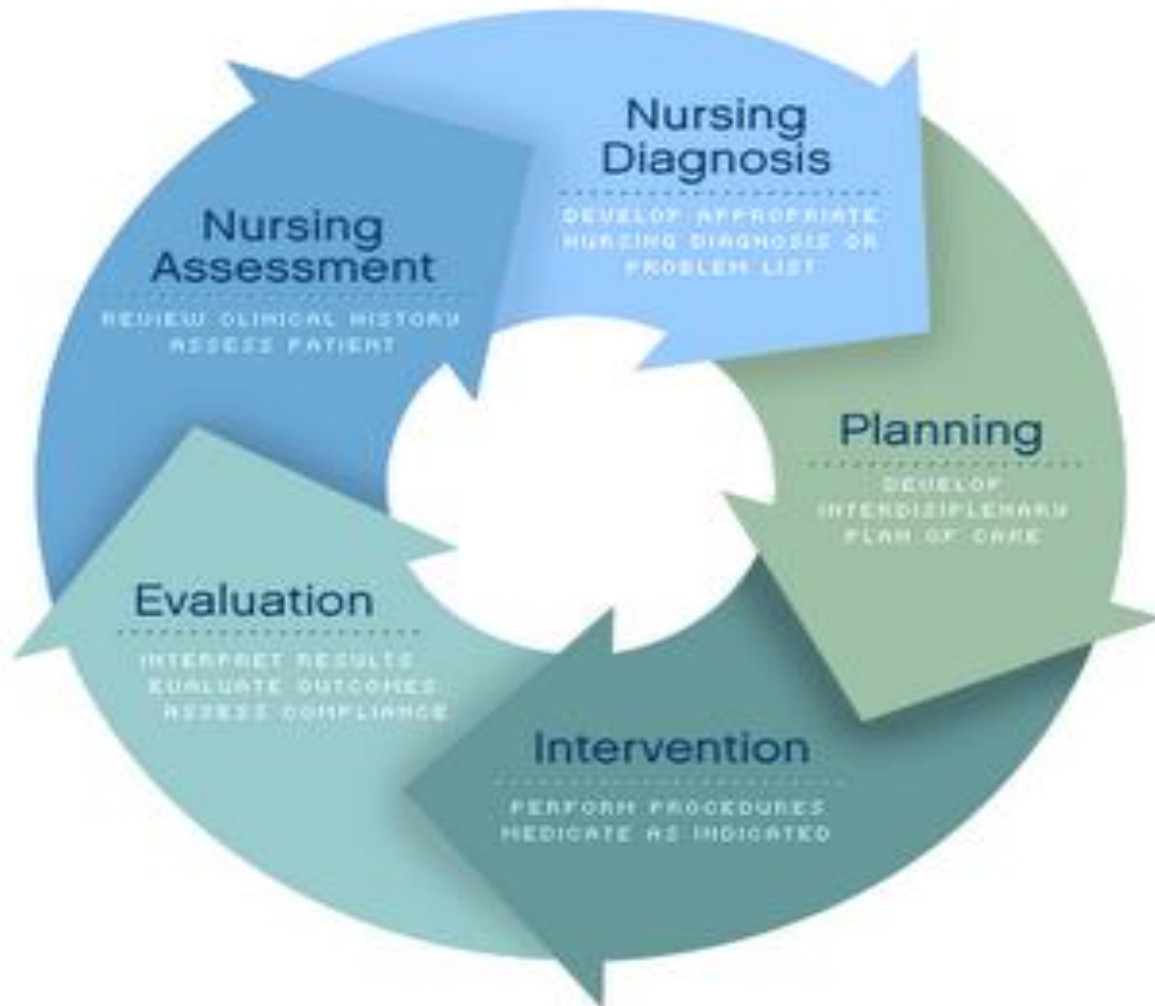 Nursing
Assessment
REVIEW CLINICAL HISTORY
ASSESS PATIENT
Nursing
Diagnosis
DEVELOP APPROPRIATE
NURSING DIAGNOSIS OR
PROBLEM LIST
Planning
DEVELOP
INTERDISIPLENARY
PLAN OF CARE
Intervention
PERFORM PROCEDURES
MEDICATE AS INDICATED
Evaluation
INTERPRET RESULTS
EVALUATE OUTCOMES
ASSESS COMPLIANCE